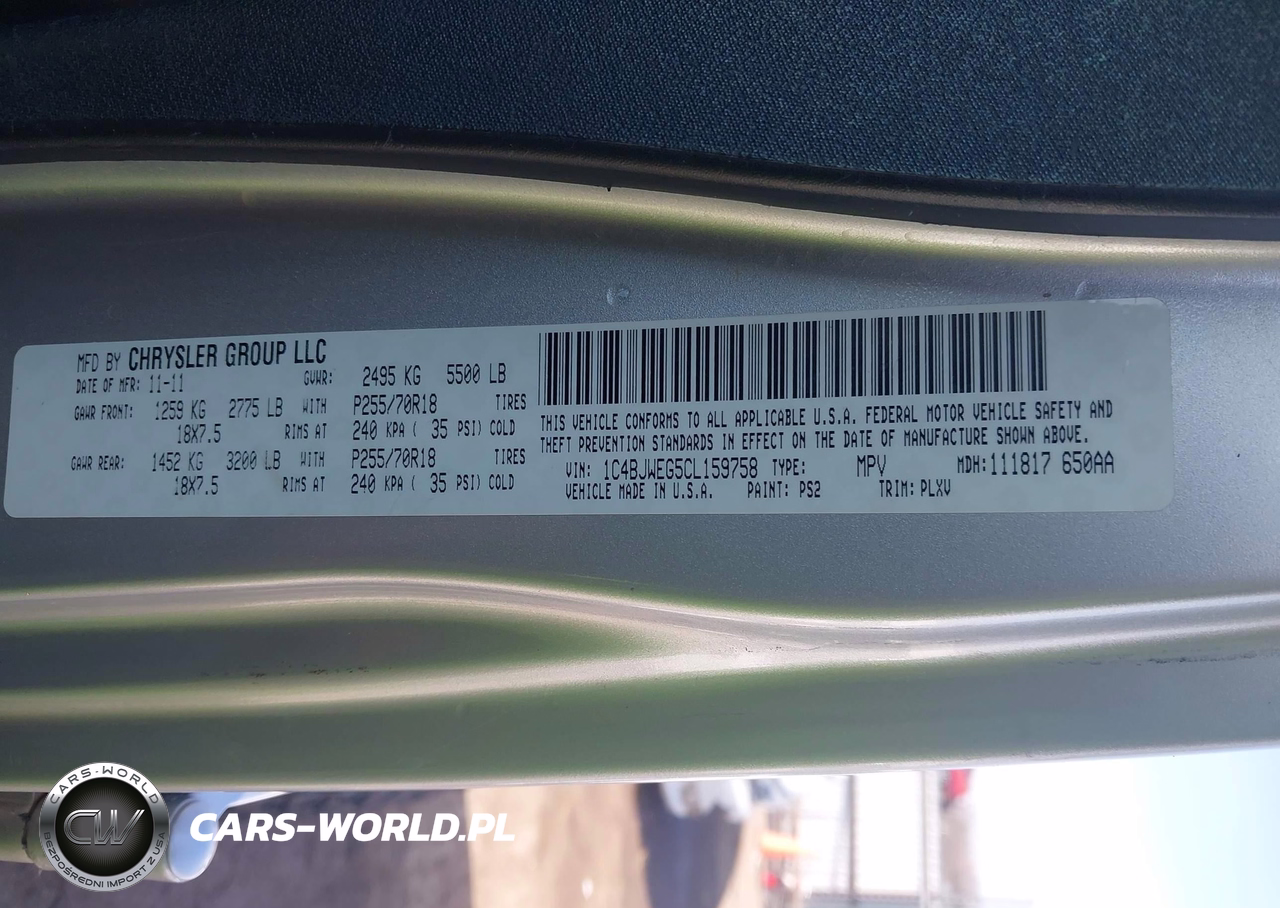 MFD BY CHRYSLER GROUP LLC
DATE OF MFR: 11-11 GVWR: 2495 KG 5500 LB
GAWR FRONT: 1259 KG 2775 LB WITH P255/70R18 TIRES
18X7.5 RIMS AT 240 KPA ( 35 PSI) COLD
GAWR REAR: 1452 KG 3200 LB WITH P255/70R18 TIRES
18X7.5 RIMS AT 240 KPA ( 35 PSI) COLD
THIS VEHICLE CONFORMS TO ALL APPLICABLE U.S.A. FEDERAL MOTOR VEHICLE SAFETY AND
THEFT PREVENTION STANDARDS IN EFFECT ON THE DATE OF MANUFACTURE SHOWN ABOVE.
VIN: 1C4BJWEG5CL159758 TYPE: MPV MDH:111817 650AA
VEHICLE MADE IN U.S.A. PAINT: PS2 TRIM: PLXV
CARS-WORLD
CW
BEZPOŚREDNI IMPORT Z USA
CARS-WORLD.PL